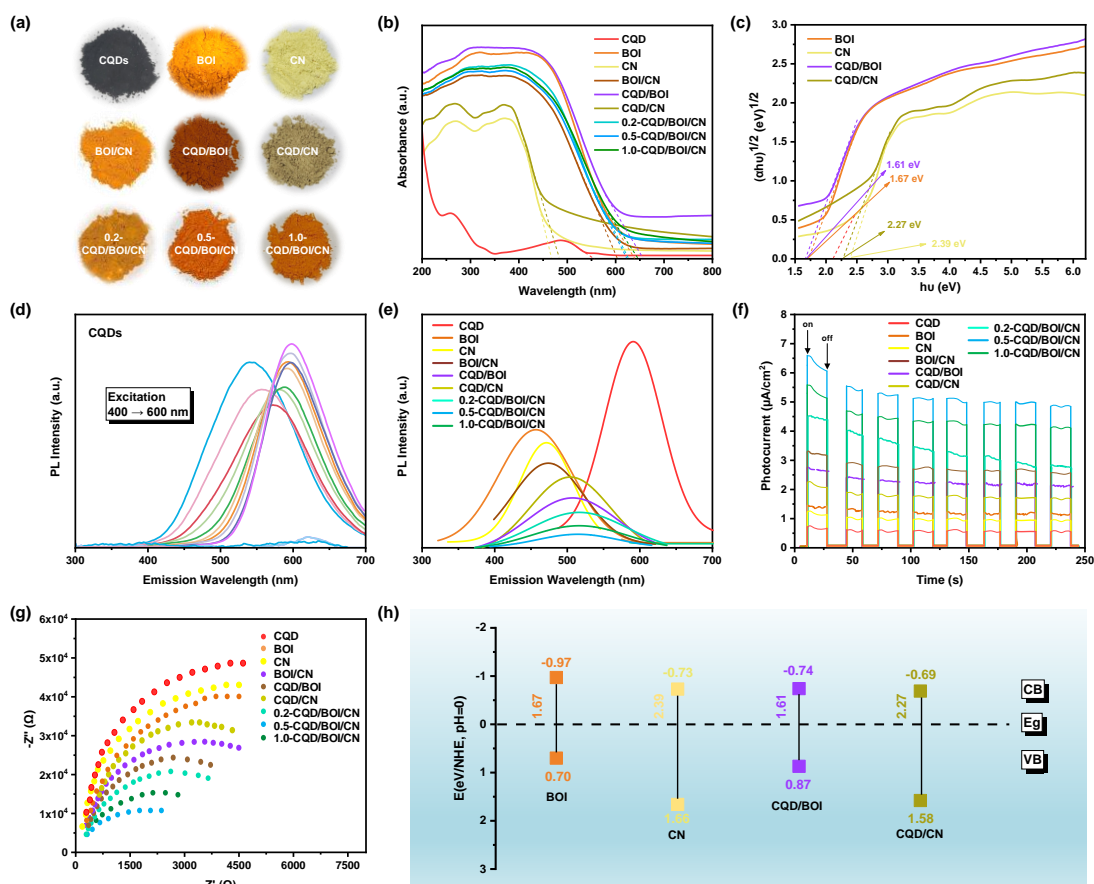 (a)
CQDs
BOI
CN
BOI/CN
CQD/BOI
CQD/CN
0.2-
CQD/BOI/CN
0.5-
CQD/BOI/CN
1.0-
CQD/BOI/CN
(b)
Absorbance (a.u.)
CQD
BOI
CN
BOI/CN
CQD/BOI
CQD/CN
0.2-CQD/BOI/CN
0.5-CQD/BOI/CN
1.0-CQD/BOI/CN
200 300 400 500 600 700 800
Wavelength (nm)
(c)
(αhυ)1/2 (eV)1/2
3.0
2.5
2.0
1.5
1.0
0.5
0.0
BOI
CN
CQD/BOI
CQD/CN
1.61 eV
1.67 eV
2.27 eV
2.39 eV
1.5 2.0 2.5 3.0 3.5 4.0 4.5 5.0 5.5 6.0
hυ (eV)
(d)
PL Intensity (a.u.)
CQDs
Excitation
400 → 600 nm
300 400 500 600 700
Emission Wavelength (nm)
(e)
PL Intensity (a.u.)
CQD
BOI
CN
BOI/CN
CQD/BOI
CQD/CN
0.2-CQD/BOI/CN
0.5-CQD/BOI/CN
1.0-CQD/BOI/CN
300 400 500 600 700
Emission Wavelength (nm)
(f)
Photocurrent (μA/cm2)
8
7
6
5
4
3
2
1
0
on
off
CQD
BOI
CN
BOI/CN
CQD/BOI
CQD/CN
0.2-CQD/BOI/CN
0.5-CQD/BOI/CN
1.0-CQD/BOI/CN
0 50 100 150 200 250
Time (s)
(g)
-Z'' (Ω)
6x10⁴
5x10⁴
4x10⁴
3x10⁴
2x10⁴
1x10⁴
0
CQD
BOI
CN
BOI/CN
CQD/BOI
CQD/CN
0.2-CQD/BOI/CN
0.5-CQD/BOI/CN
1.0-CQD/BOI/CN
0 1500 3000 4500 6000 7500
Z' (Ω)
(h)
E(eV/NHE, pH=0)
-2
-1
0
1
2
3
-0.97
1.67
0.70
BOI
-0.73
2.39
1.65
CN
-0.74
1.61
0.87
CQD/BOI
-0.69
2.27
1.58
CQD/CN
CB
Eg
VB